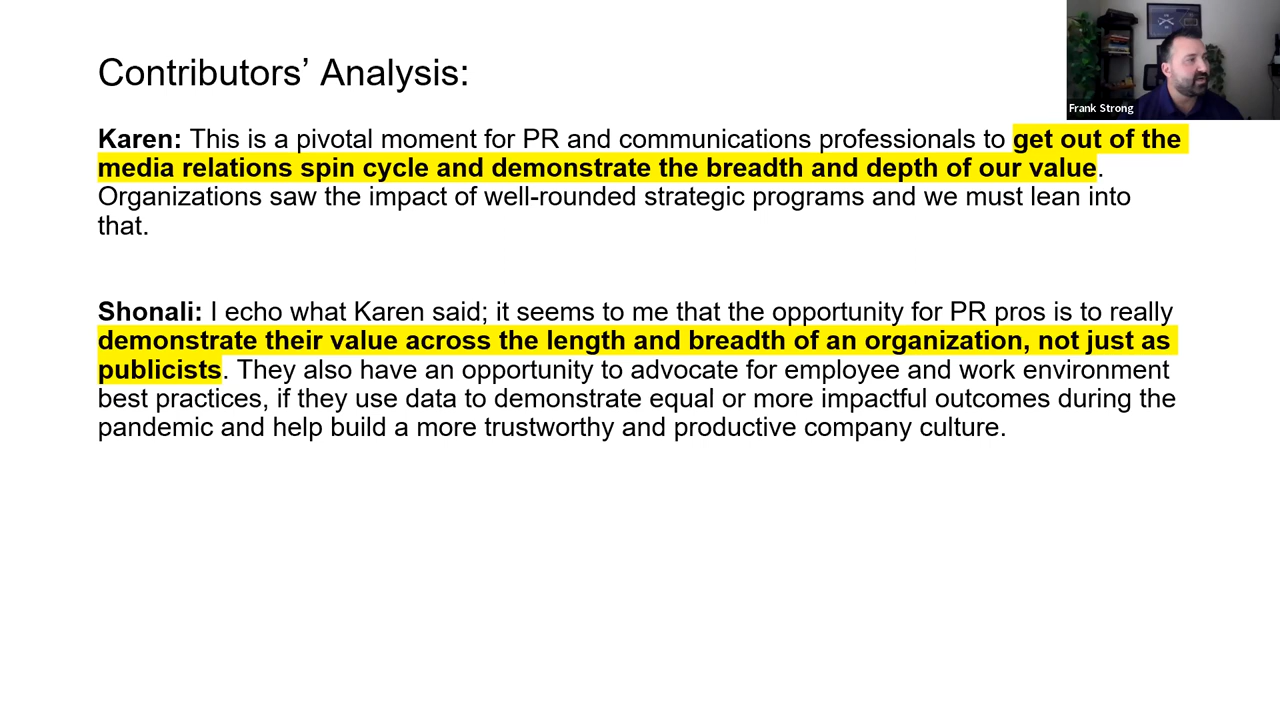 Contributors’ Analysis:
Frank Strong
Karen: This is a pivotal moment for PR and communications professionals to get out of the
media relations spin cycle and demonstrate the breadth and depth of our value.
Organizations saw the impact of well-rounded strategic programs and we must lean into
that.
Shonali: I echo what Karen said; it seems to me that the opportunity for PR pros is to really
demonstrate their value across the length and breadth of an organization, not just as
publicists. They also have an opportunity to advocate for employee and work environment
best practices, if they use data to demonstrate equal or more impactful outcomes during the
pandemic and help build a more trustworthy and productive company culture.